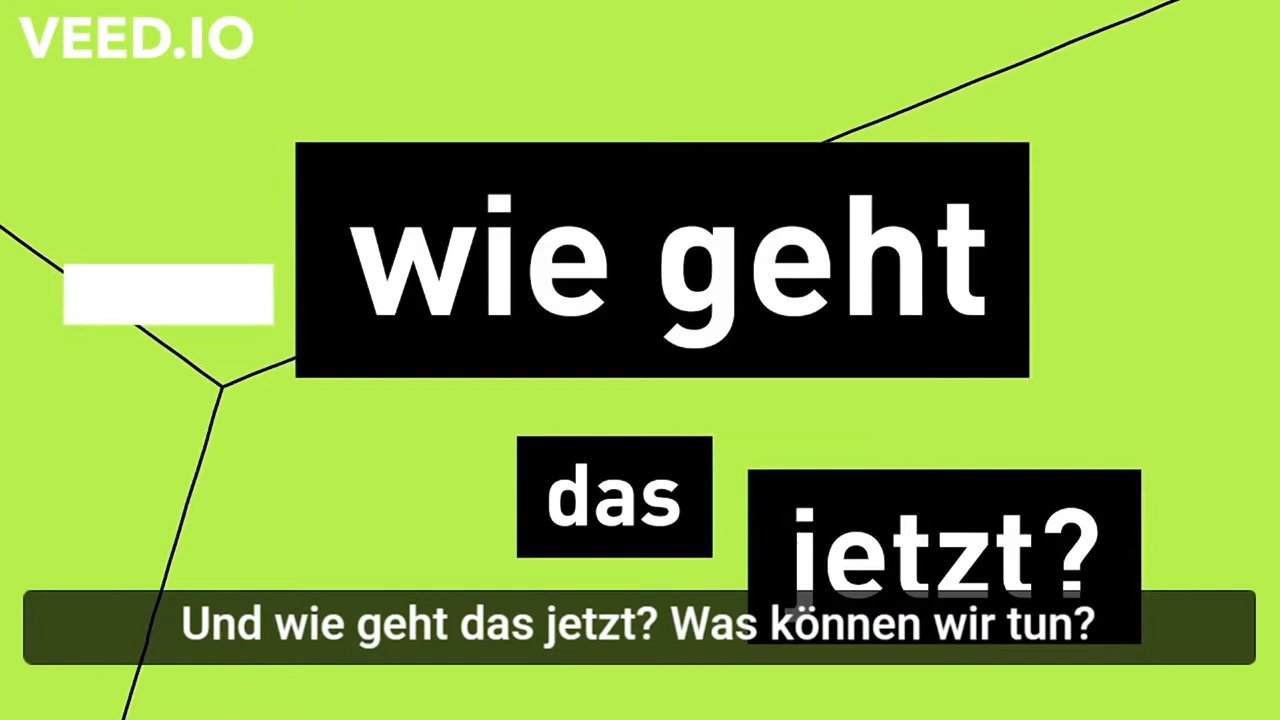 VEED.IO
wie geht
das
jetzt?
Und wie geht das jetzt? Was können wir tun?